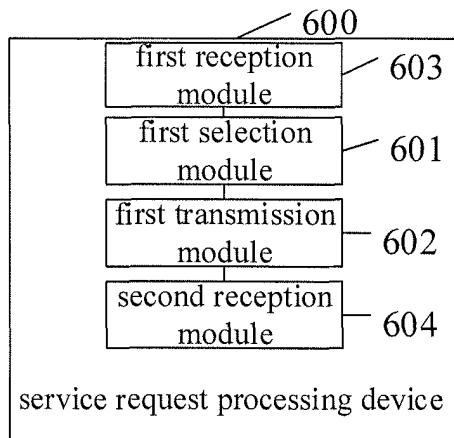 600
first reception
module
603
first selection
module
601
first transmission
module
602
second reception
module
604
service request processing device